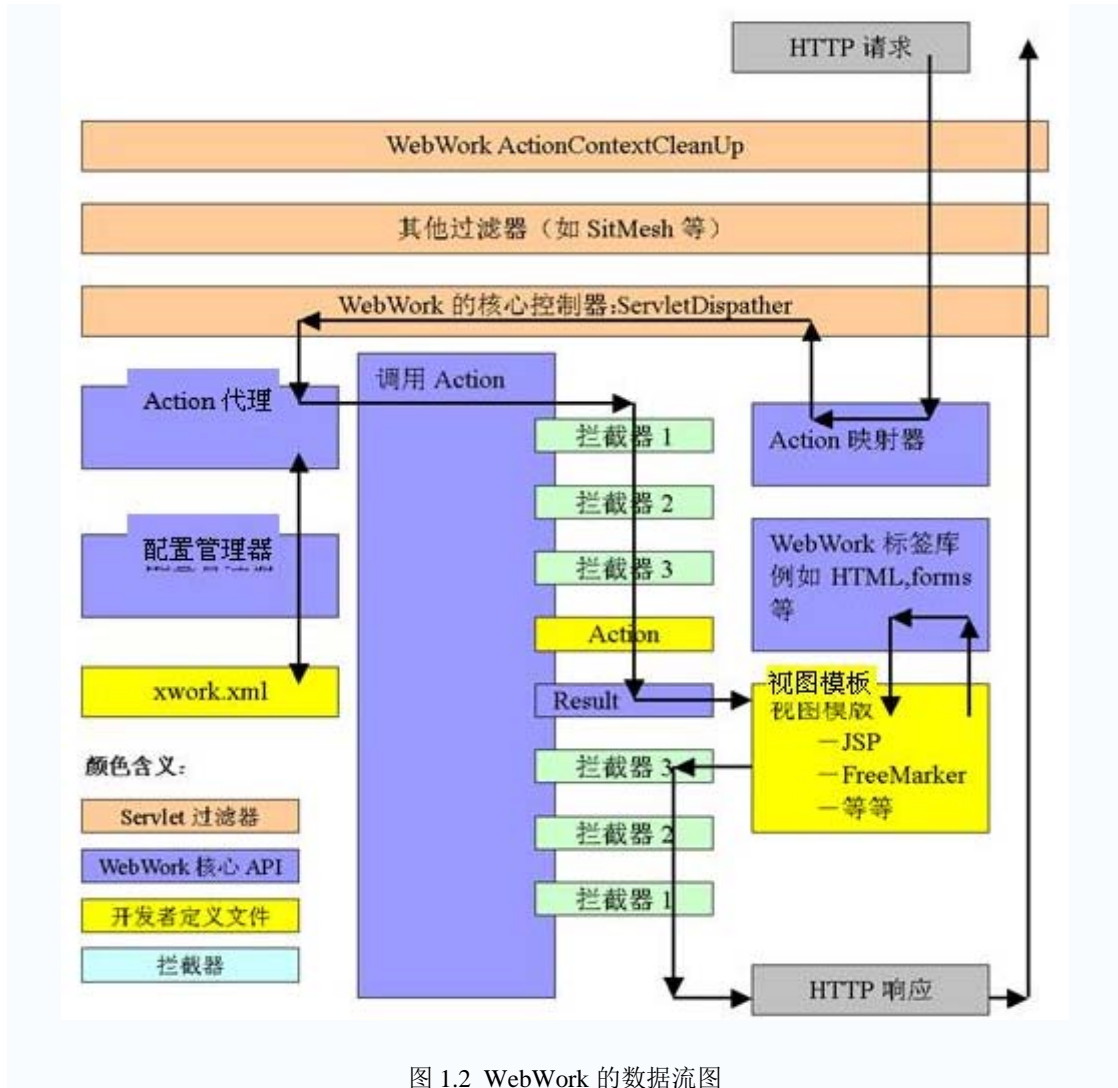 HTTP 请求
WebWork ActionContextCleanUp
其他过滤器（如 SitMesh 等）
WebWork 的核心控制器:ServletDispather
Action 代理
调用 Action
拦截器 1
Action 映射器
拦截器 2
配置管理器
WebWork 标签库
例如 HTML,forms
等
拦截器 3
Action
xwork.xml
Result
视图模板
视图模版
－JSP
－FreeMarker
－等等
拦截器 3
拦截器 2
拦截器 1
颜色含义:
Servlet 过滤器
WebWork 核心 API
开发者定义文件
拦截器
HTTP 响应
图 1.2 WebWork 的数据流图